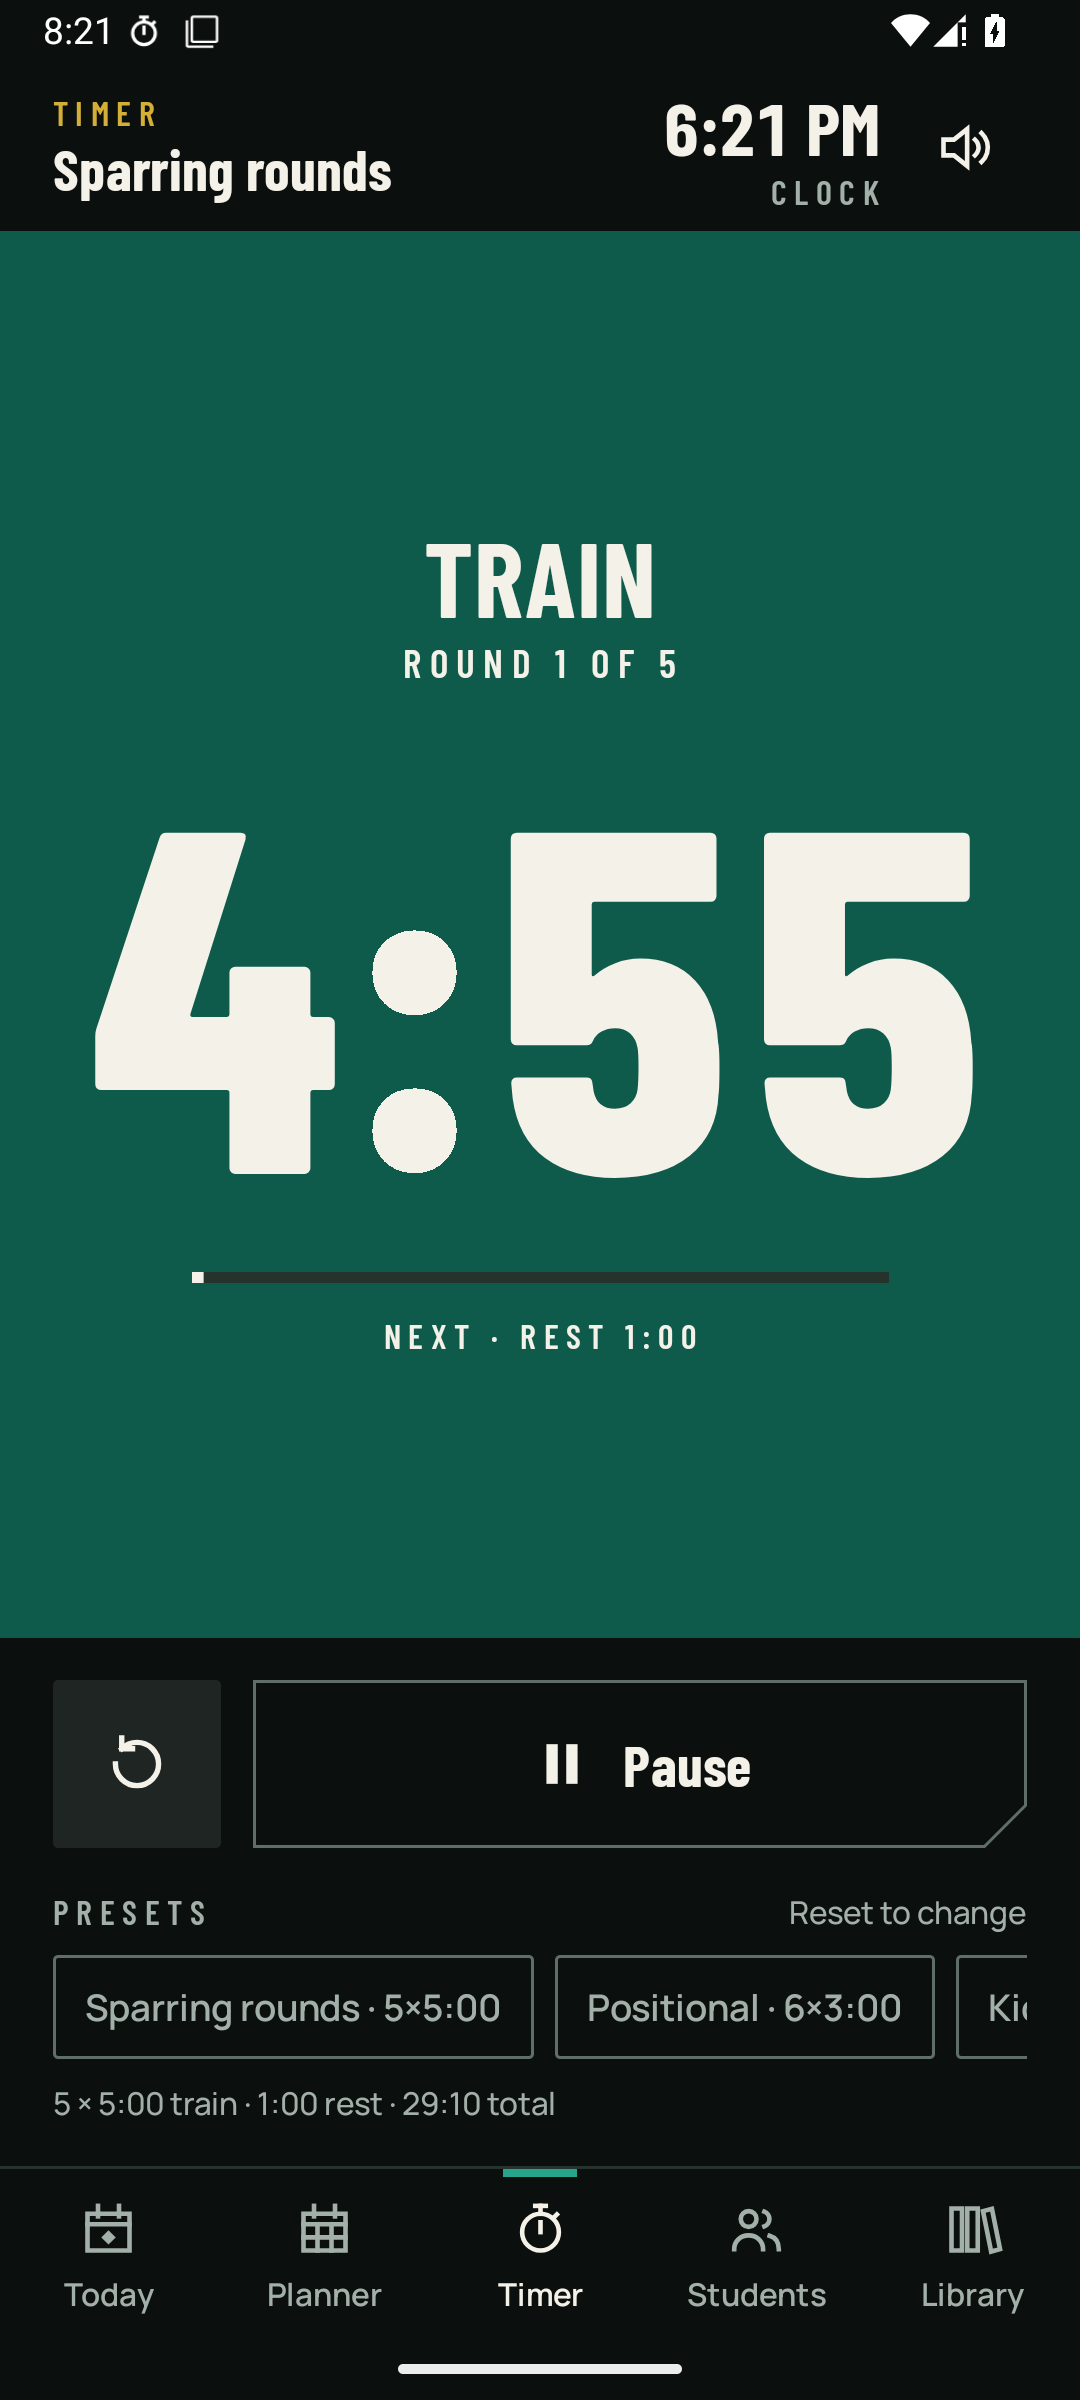 8:21
TIMER
Sparring rounds
6:21 PM
CLOCK
TRAIN
ROUND 1 OF 5
4:55
NEXT · REST 1:00
Pause
PRESETS
Reset to change
Sparring rounds · 5×5:00
Positional · 6×3:00
5 × 5:00 train · 1:00 rest · 29:10 total
Today
Planner
Timer
Students
Library